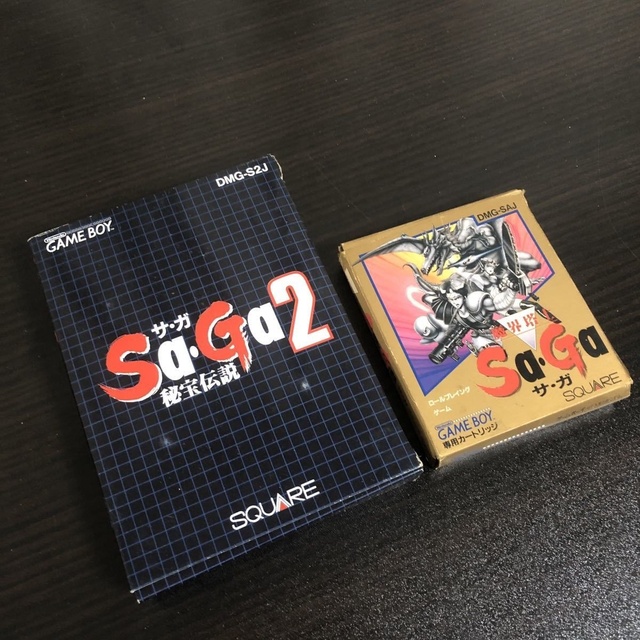 DMG-S2J
Nintendo
GAME BOY
サ・ガ
Sa・Ga2
秘宝伝説
SQUARE
DMG-SAJ
魔界塔士
Sa・Ga
サ・ガ
SQUARE
ロールプレイング
ゲーム
Nintendo
GAME BOY
専用カートリッジ